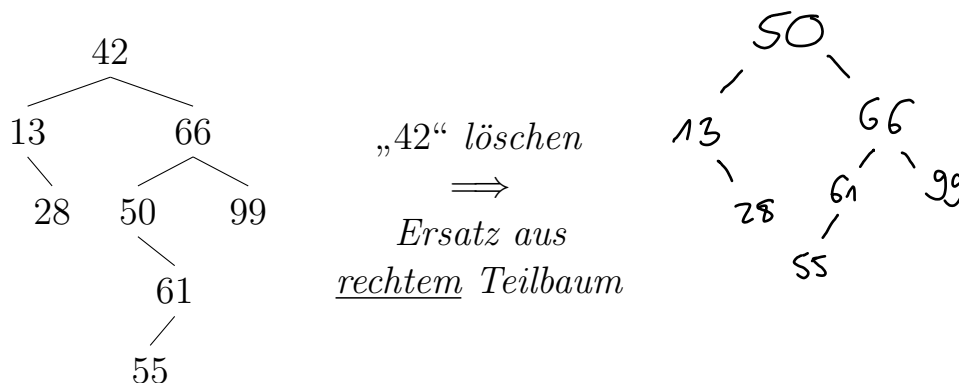 42
13 66
28 50 99
61
55
„42“ löschen
⟹
Ersatz aus
rechtem Teilbaum
50
13 66
28 61 99
55